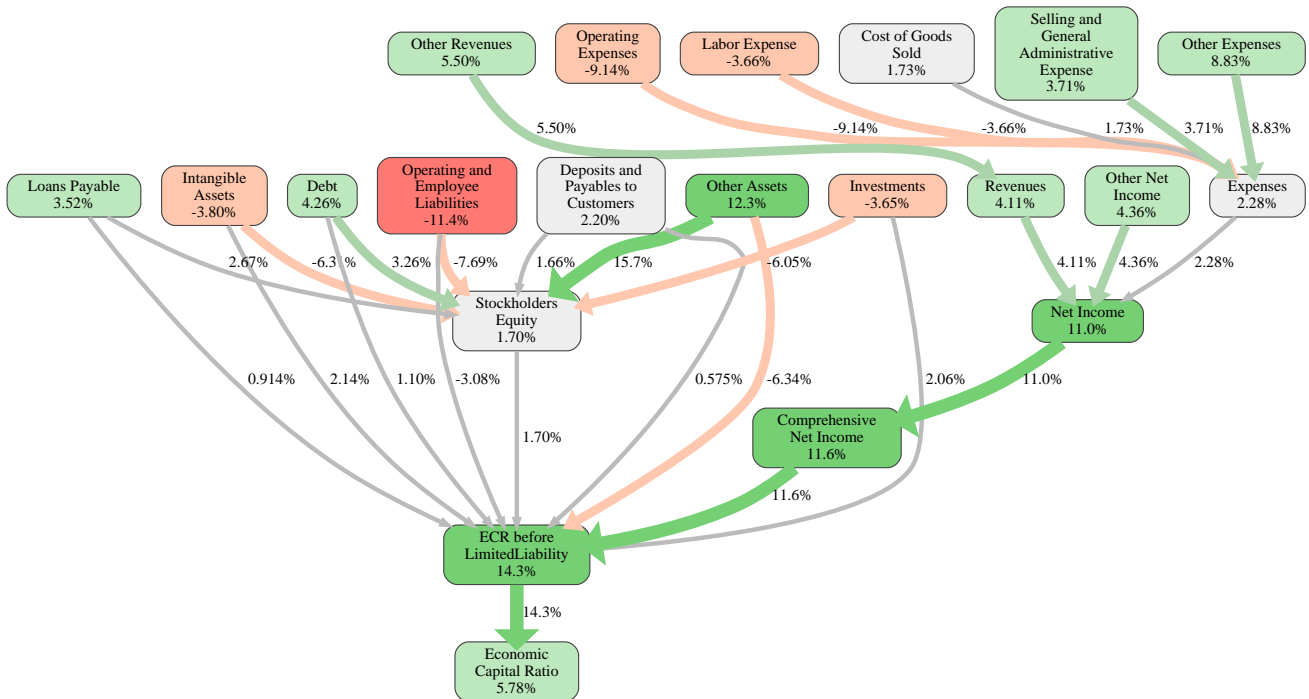 Other Revenues
5.50%
Operating
Expenses
-9.14%
Labor Expense
-3.66%
Cost of Goods
Sold
1.73%
Selling and
General
Administrative
Expense
3.71%
Other Expenses
8.83%
5.50%
-9.14%
-3.66%
1.73%
3.71%
8.83%
Loans Payable
3.52%
Intangible
Assets
-3.80%
Debt
4.26%
Operating and
Employee
Liabilities
-11.4%
Deposits and
Payables to
Customers
2.20%
Other Assets
12.3%
Investments
-3.65%
Revenues
4.11%
Other Net
Income
4.36%
Expenses
2.28%
2.67%
3.26%
-7.69%
1.66%
15.7%
-6.05%
4.11%
4.36%
2.28%
Stockholders
Equity
1.70%
Net Income
11.0%
0.914%
2.14%
1.10%
-3.08%
0.575%
-6.34%
2.06%
11.0%
1.70%
Comprehensive
Net Income
11.6%
11.6%
ECR before
LimitedLiability
14.3%
14.3%
Economic
Capital Ratio
5.78%